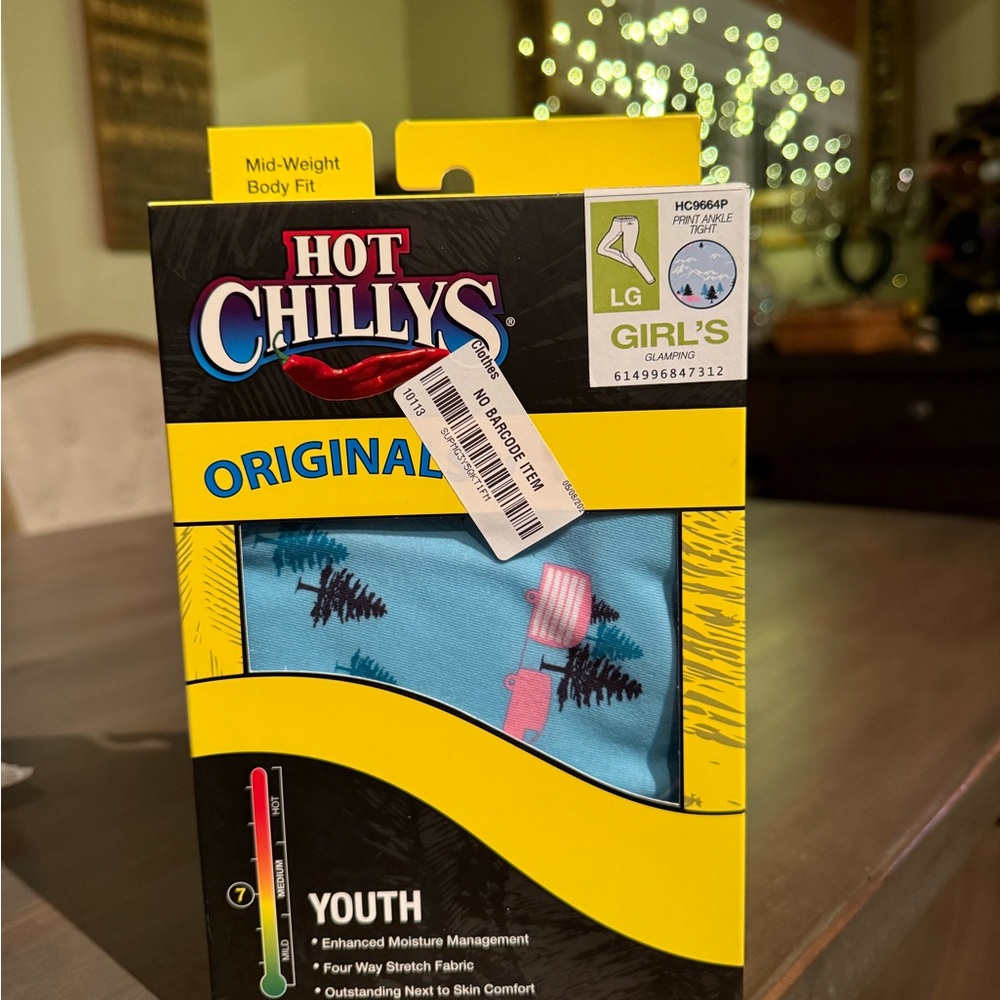 Mid-Weight
Body Fit
HOT
CHILLYS®
HC9664P
PRINT ANKLE
TIGHT
LG
GIRL'S
GLAMPING
614996847312
Clothes
NO BARCODE ITEM
10113
SUPMG3Y5QKT1FM
ORIGINAL
HOT
MEDIUM
MILD
7
YOUTH
• Enhanced Moisture Management
• Four Way Stretch Fabric
• Outstanding Next to Skin Comfort